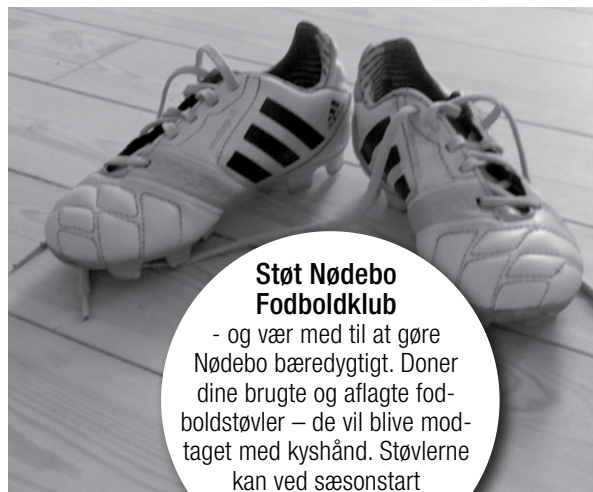 Støt Nødebo
Fodboldklub
- og vær med til at gøre
Nødebo bæredygtigt. Doner
dine brugte og aflagte fod-
boldstøvler – de vil blive mod-
taget med kyshånd. Støvlerne
kan ved sæsonstart